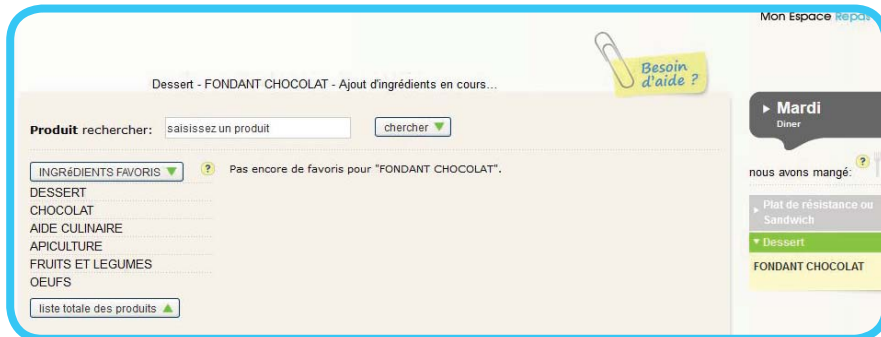 Mon Espace Repas
Besoin
d'aide ?
Dessert - FONDANT CHOCOLAT - Ajout d'ingrédients en cours...
Mardi
Diner
Produit rechercher: saisissez un produit chercher
nous avons mangé: ?
INGRéDIENTS FAVORIS ? Pas encore de favoris pour "FONDANT CHOCOLAT".
DESSERT
CHOCOLAT
AIDE CULINAIRE
APICULTURE
FRUITS ET LEGUMES
OEUFS
liste totale des produits
Plat de résistance ou
Sandwich
Dessert
FONDANT CHOCOLAT